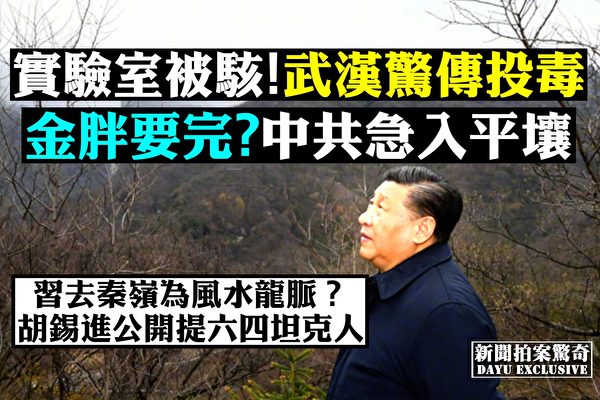 實驗室被駭!武漢驚傳投毒
金胖要完?中共急入平壤
習去秦嶺為風水龍脈?
胡錫進公開提六四坦克人
新聞拍案驚奇
DAYU EXCLUSIVE